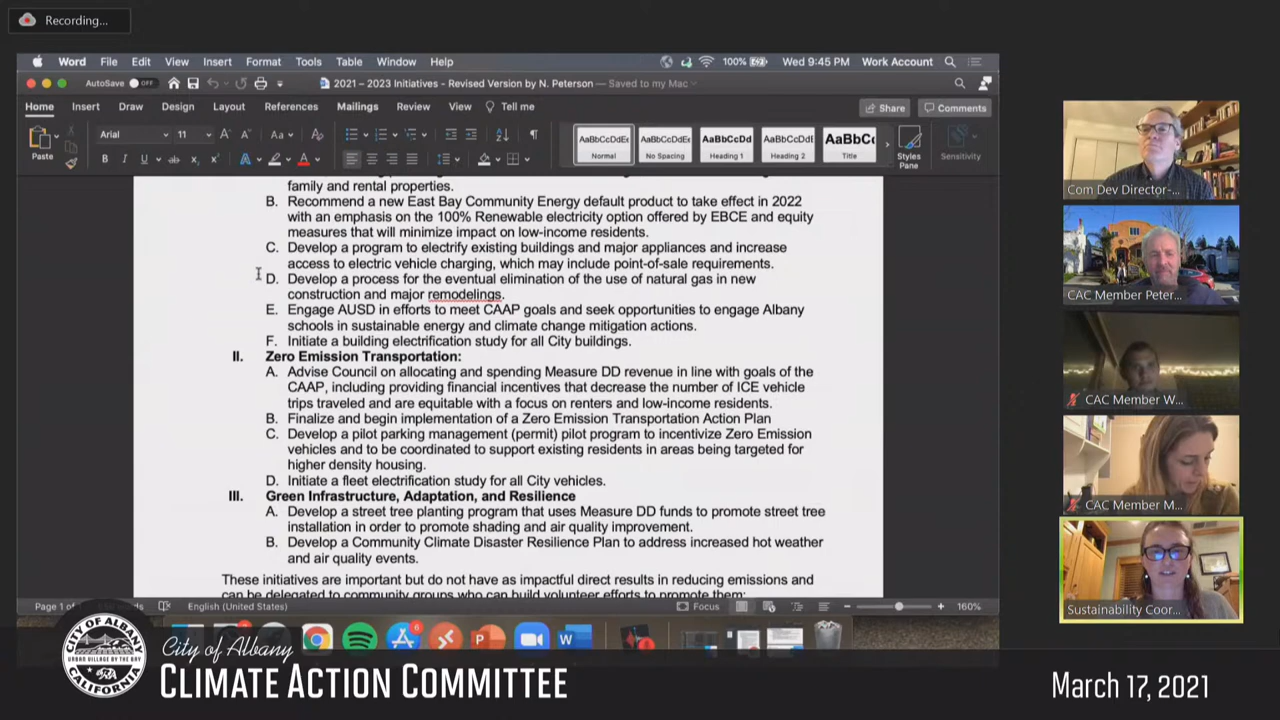 Recording...
Word File Edit View Insert Format Tools Table Window Help 100% Wed 9:45 PM Work Account
AutoSave OFF 2021 – 2023 Initiatives - Revised Version by N. Peterson — Saved to my Mac
Home Insert Draw Design Layout References Mailings Review View Tell me Share Comments
Paste Arial 11 Normal No Spacing Heading 1 Heading 2 Title Styles Pane Sensitivity
family and rental properties.
B. Recommend a new East Bay Community Energy default product to take effect in 2022
with an emphasis on the 100% Renewable electricity option offered by EBCE and equity
measures that will minimize impact on low-income residents.
C. Develop a program to electrify existing buildings and major appliances and increase
access to electric vehicle charging, which may include point-of-sale requirements.
D. Develop a process for the eventual elimination of the use of natural gas in new
construction and major remodelings.
E. Engage AUSD in efforts to meet CAAP goals and seek opportunities to engage Albany
schools in sustainable energy and climate change mitigation actions.
F. Initiate a building electrification study for all City buildings.
II. Zero Emission Transportation:
A. Advise Council on allocating and spending Measure DD revenue in line with goals of the
CAAP, including providing financial incentives that decrease the number of ICE vehicle
trips traveled and are equitable with a focus on renters and low-income residents.
B. Finalize and begin implementation of a Zero Emission Transportation Action Plan
C. Develop a pilot parking management (permit) pilot program to incentivize Zero Emission
vehicles and to be coordinated to support existing residents in areas being targeted for
higher density housing.
D. Initiate a fleet electrification study for all City vehicles.
III. Green Infrastructure, Adaptation, and Resilience
A. Develop a street tree planting program that uses Measure DD funds to promote street tree
installation in order to promote shading and air quality improvement.
B. Develop a Community Climate Disaster Resilience Plan to address increased hot weather
and air quality events.
These initiatives are important but do not have as impactful direct results in reducing emissions and
can be delegated to community groups who can build volunteer efforts to promote them:
Page 1 of English (United States) Focus 160%
Com Dev Director-...
CAC Member Peter...
CAC Member W...
CAC Member M...
Sustainability Coor...
CITY OF ALBANY
URBAN VILLAGE BY THE BAY
CALIFORNIA
City of Albany
CLIMATE ACTION COMMITTEE
March 17, 2021